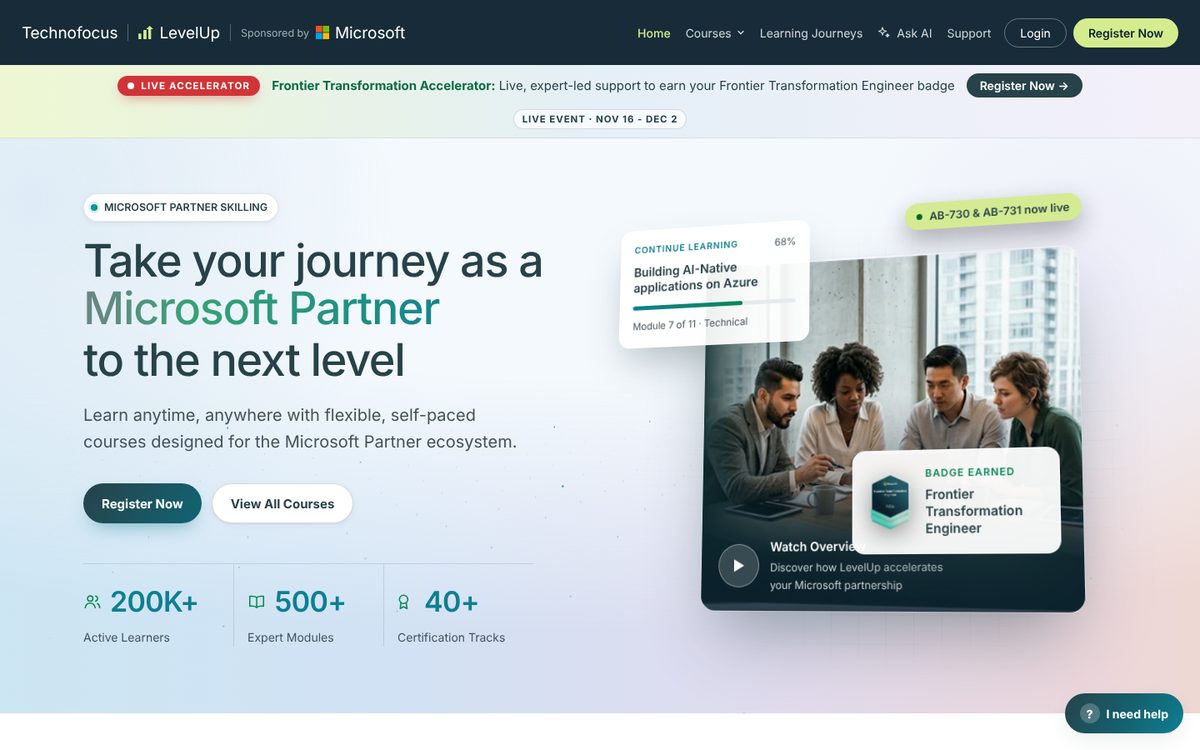 Technofocus
LevelUp
Sponsored by
Microsoft
Home
Courses
Learning Journeys
Ask AI
Support
Login
Register Now
LIVE ACCELERATOR
Frontier Transformation Accelerator: Live, expert-led support to earn your Frontier Transformation Engineer badge
Register Now →
LIVE EVENT · NOV 16 - DEC 2
MICROSOFT PARTNER SKILLING
Take your journey as a
Microsoft Partner
to the next level
Learn anytime, anywhere with flexible, self-paced
courses designed for the Microsoft Partner ecosystem.
Register Now
View All Courses
200K+
Active Learners
500+
Expert Modules
40+
Certification Tracks
AB-730 & AB-731 now live
CONTINUE LEARNING
68%
Building AI-Native
applications on Azure
Module 7 of 11 · Technical
BADGE EARNED
Frontier
Transformation
Engineer
Watch Overview
Discover how LevelUp accelerates
your Microsoft partnership
? I need help